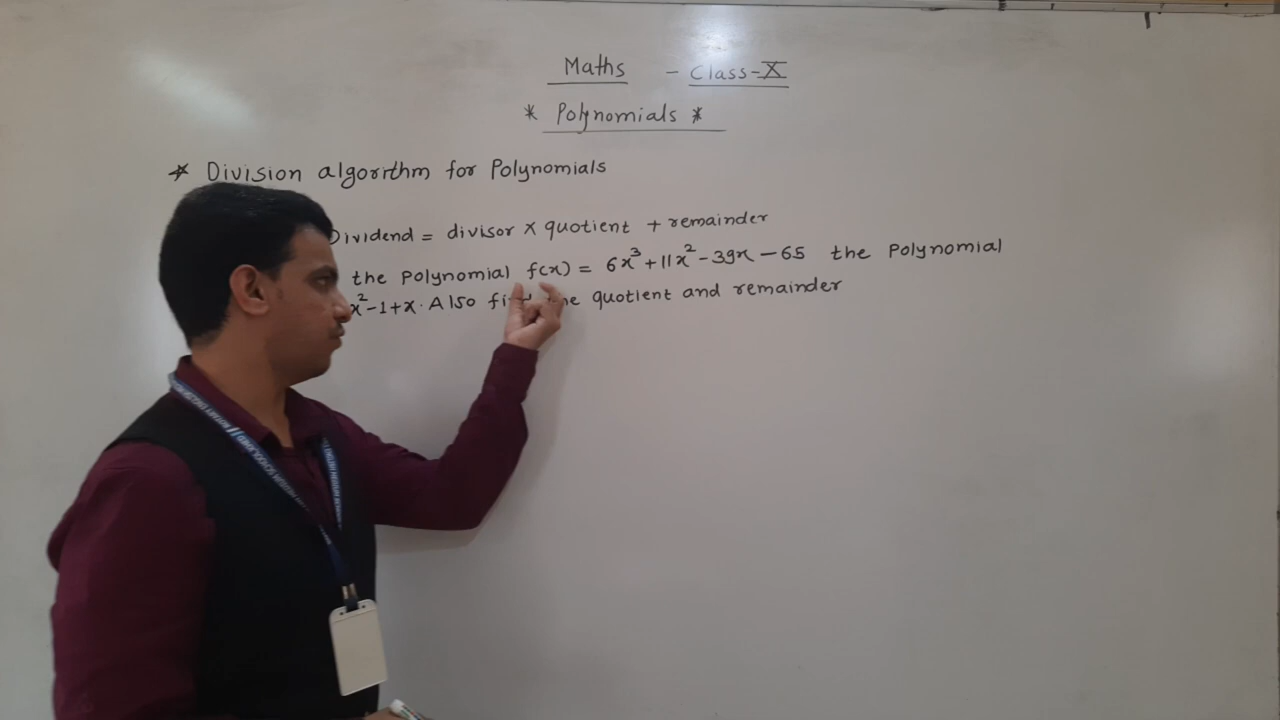 Maths - Class-X
* Polynomials *
* Division algorithm for Polynomials
Dividend = divisor × quotient + remainder
the Polynomial f(x) = 6x³+11x²-39x-65 the Polynomial
x²-1+x. Also the quotient and remainder